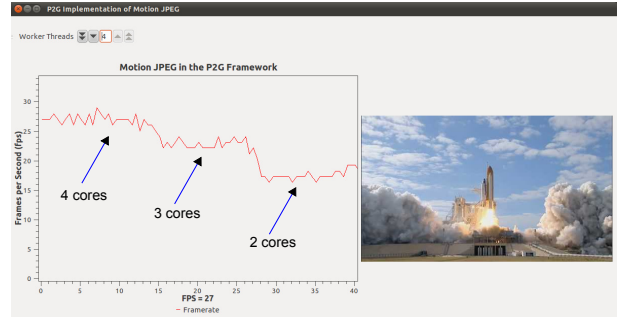 P2G Implementation of Motion JPEG
Worker Threads 4
Motion JPEG in the P2G Framework
Frames per Second (Fps)
30
25
20
15
10
5
0
4 cores
3 cores
2 cores
0 5 10 15 20 25 30 35 40
FPS = 27
– Framerate